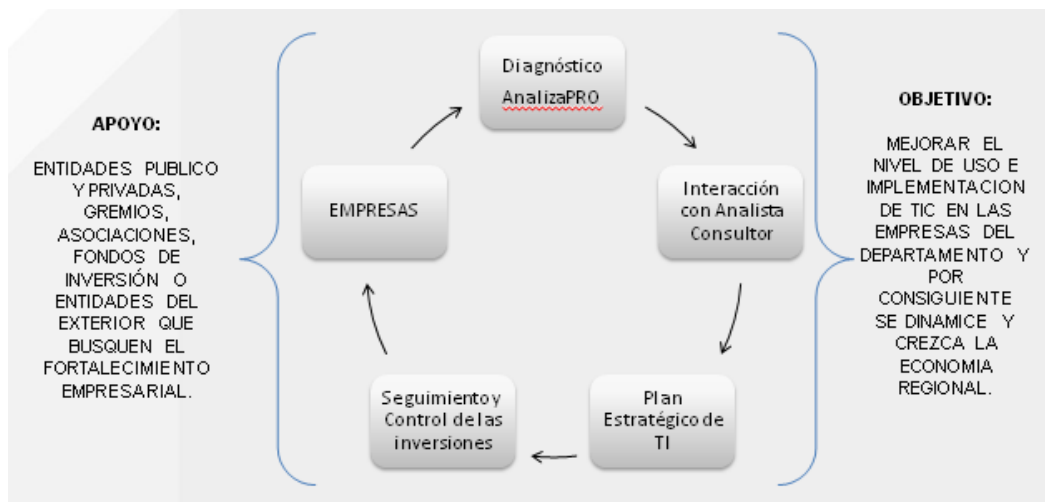 APOYO:
ENTIDADES PUBLICO
Y PRIVADAS,
GREMIOS,
ASOCIACIONES,
FONDOS DE
INVERSIÓN O
ENTIDADES DEL
EXTERIOR QUE
BUSQUEN EL
FORTALECIMIENTO
EMPRESARIAL.
Diagnóstico
AnalizaPRO
Interacción
con Analista
Consultor
Plan
Estratégico de
TI
Seguimiento y
Control de las
inversiones
EMPRESAS
OBJETIVO:
MEJORAR EL
NIVEL DE USO E
IMPLEMENTACION
DE TIC EN LAS
EMPRESAS DEL
DEPARTAMENTO Y
POR
CONSIGUIENTE
SE DINAMICE Y
CREZCA LA
ECONOMIA
REGIONAL.